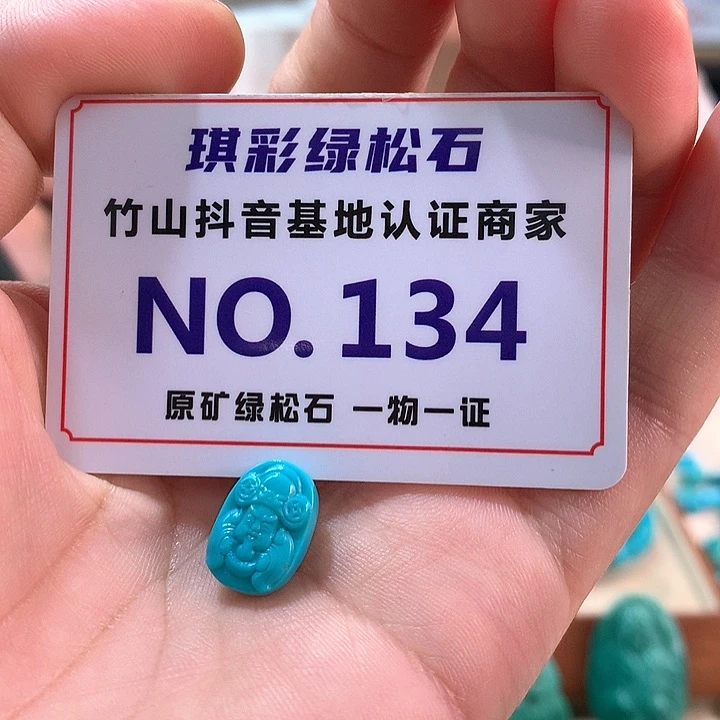 琪彩绿松石
竹山抖音基地认证商家
NO.134
原矿绿松石 一物一证